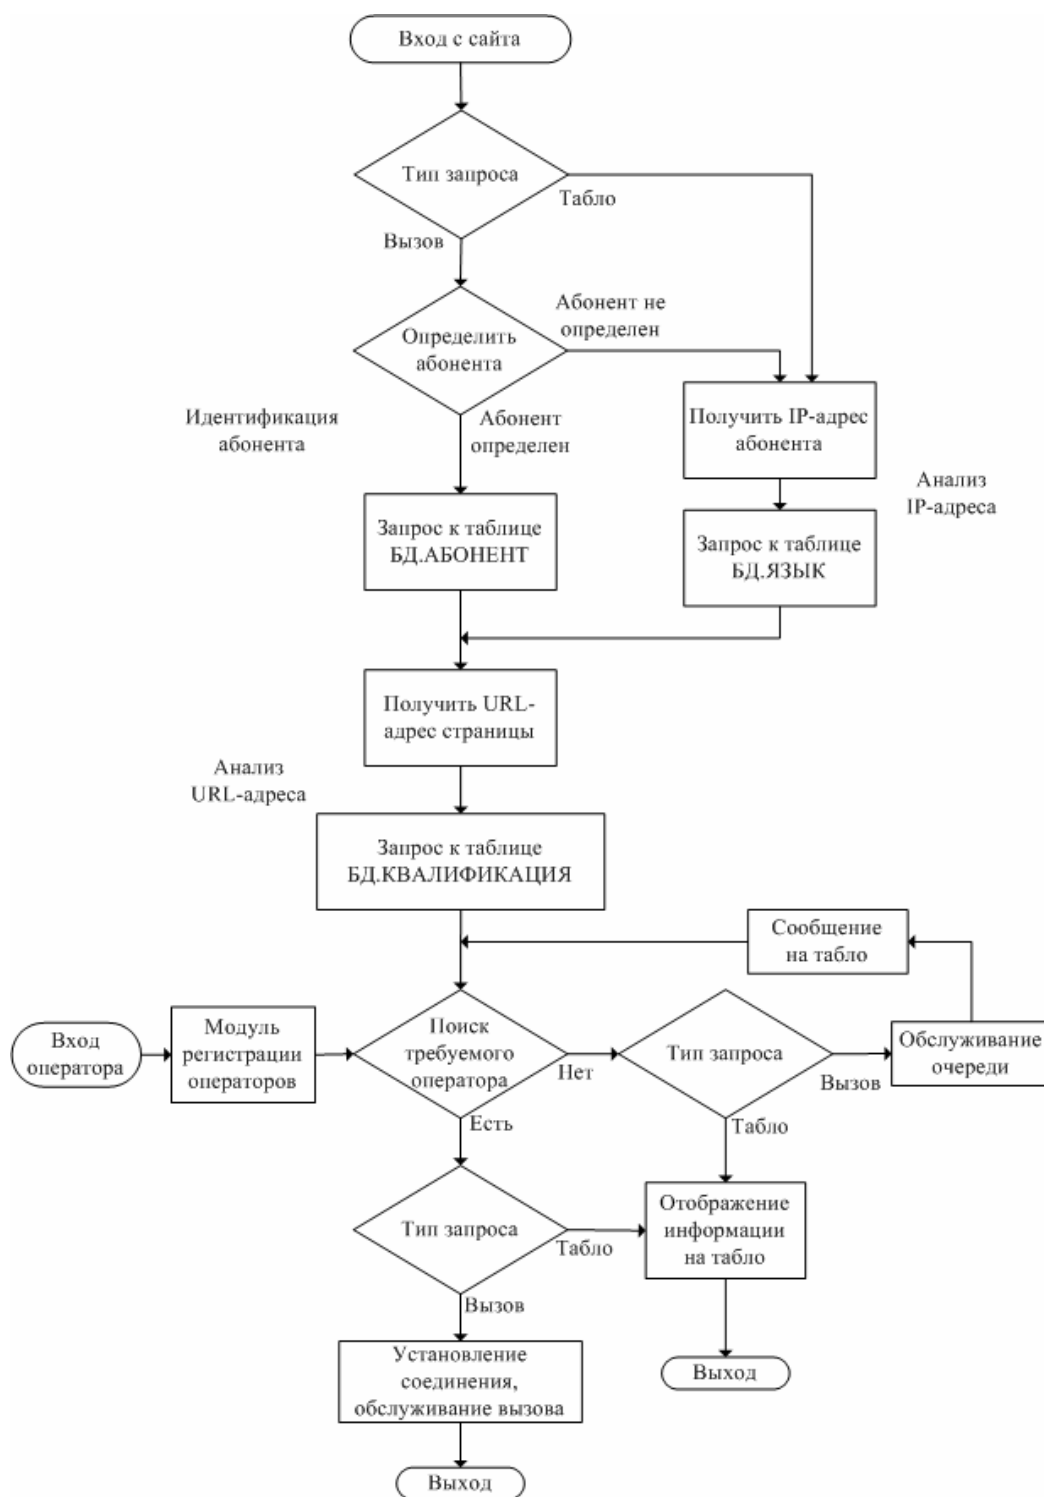 Вход с сайта
Тип запроса
Табло
Вызов
Абонент не
определен
Определить
абонента
Идентификация
абонента
Абонент
определен
Получить IP-адрес
абонента
Анализ
IP-адреса
Запрос к таблице
БД.АБОНЕНТ
Запрос к таблице
БД.ЯЗЫК
Получить URL-
адрес страницы
Анализ
URL-адреса
Запрос к таблице
БД.КВАЛИФИКАЦИЯ
Сообщение
на табло
Вход
оператора
Модуль
регистрации
операторов
Поиск
требуемого
оператора
Нет
Тип запроса
Вызов
Обслуживание
очереди
Есть
Табло
Тип запроса
Табло
Отображение
информации
на табло
Вызов
Установление
соединения,
обслуживание вызова
Выход
Выход